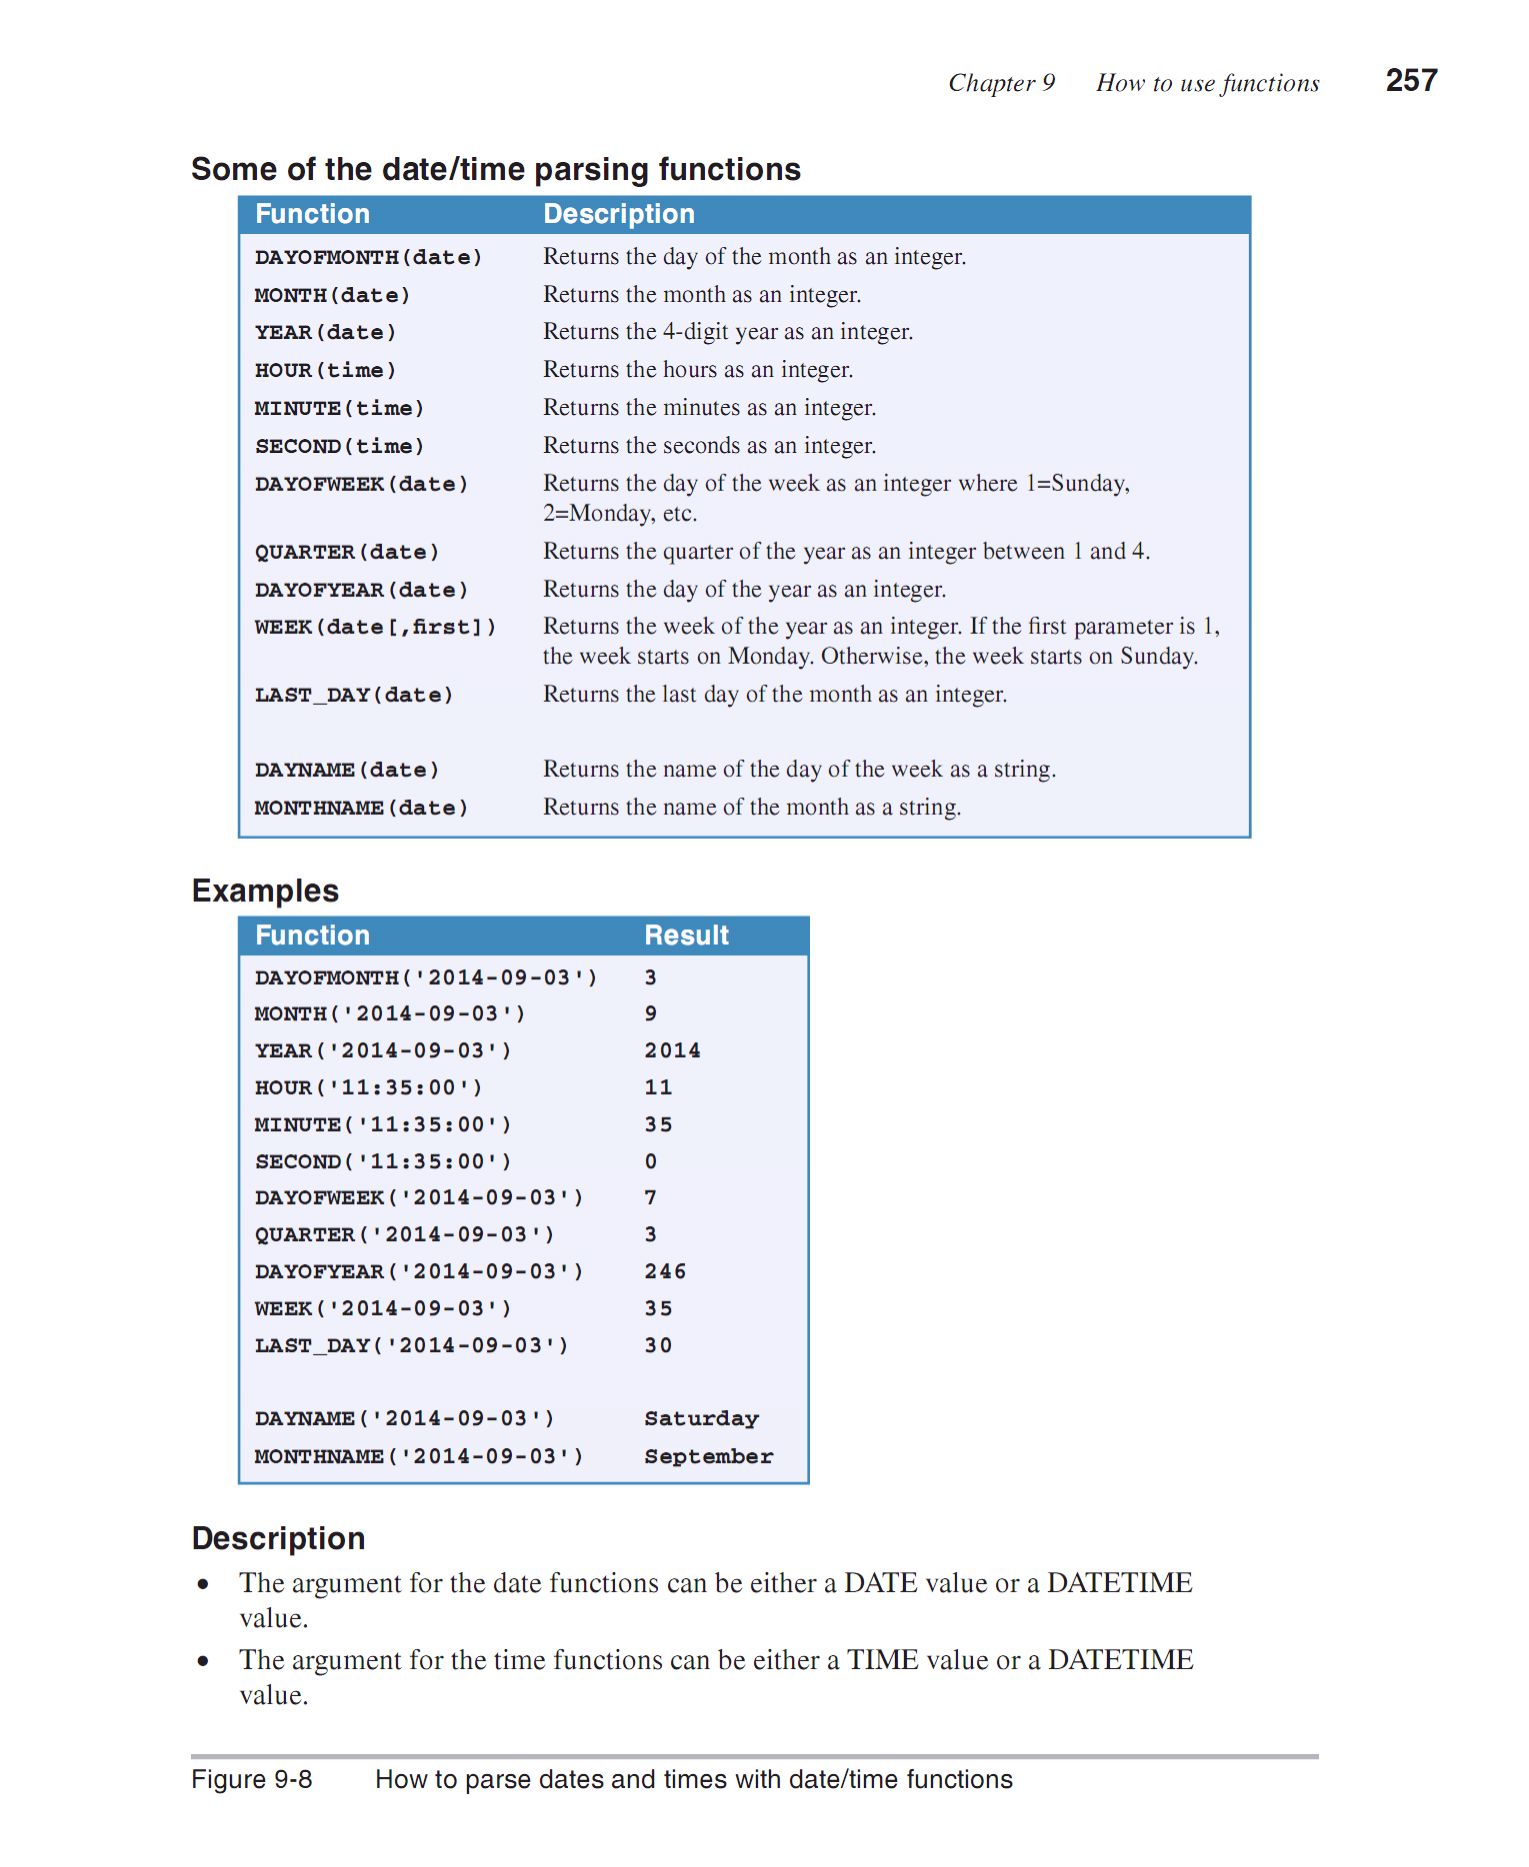 Chapter 9 How to use functions 257
Some of the date/time parsing functions
Function Description
DAYOFMONTH(date) Returns the day of the month as an integer.
MONTH(date) Returns the month as an integer.
YEAR(date) Returns the 4-digit year as an integer.
HOUR(time) Returns the hours as an integer.
MINUTE(time) Returns the minutes as an integer.
SECOND(time) Returns the seconds as an integer.
DAYOFWEEK(date) Returns the day of the week as an integer where 1=Sunday,
2=Monday, etc.
QUARTER(date) Returns the quarter of the year as an integer between 1 and 4.
DAYOFYEAR(date) Returns the day of the year as an integer.
WEEK(date[,first]) Returns the week of the year as an integer. If the first parameter is 1,
the week starts on Monday. Otherwise, the week starts on Sunday.
LAST_DAY(date) Returns the last day of the month as an integer.
DAYNAME(date) Returns the name of the day of the week as a string.
MONTHNAME(date) Returns the name of the month as a string.
Examples
Function Result
DAYOFMONTH('2014-09-03') 3
MONTH('2014-09-03') 9
YEAR('2014-09-03') 2014
HOUR('11:35:00') 11
MINUTE('11:35:00') 35
SECOND('11:35:00') 0
DAYOFWEEK('2014-09-03') 7
QUARTER('2014-09-03') 3
DAYOFYEAR('2014-09-03') 246
WEEK('2014-09-03') 35
LAST_DAY('2014-09-03') 30
DAYNAME('2014-09-03') Saturday
MONTHNAME('2014-09-03') September
Description
• The argument for the date functions can be either a DATE value or a DATETIME
value.
• The argument for the time functions can be either a TIME value or a DATETIME
value.
Figure 9-8 How to parse dates and times with date/time functions